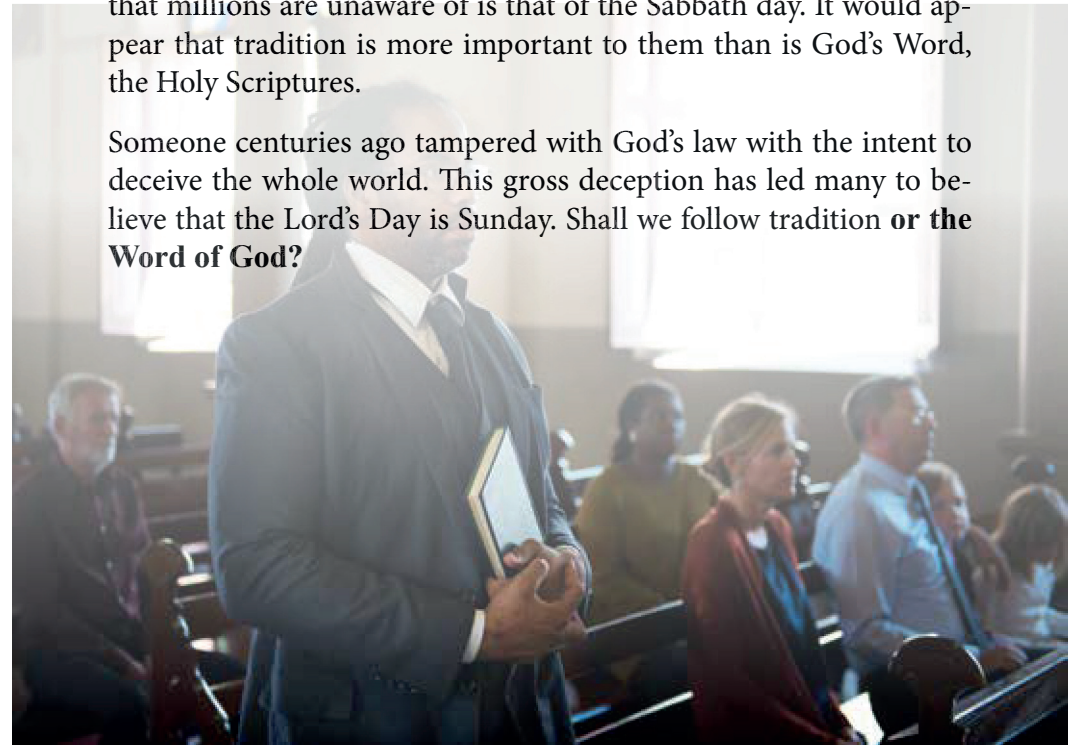 that millions are unaware of is that of the Sabbath day. It would ap-
pear that tradition is more important to them than is God’s Word,
the Holy Scriptures.
Someone centuries ago tampered with God’s law with the intent to
deceive the whole world. This gross deception has led many to be-
lieve that the Lord’s Day is Sunday. Shall we follow tradition or the
Word of God?